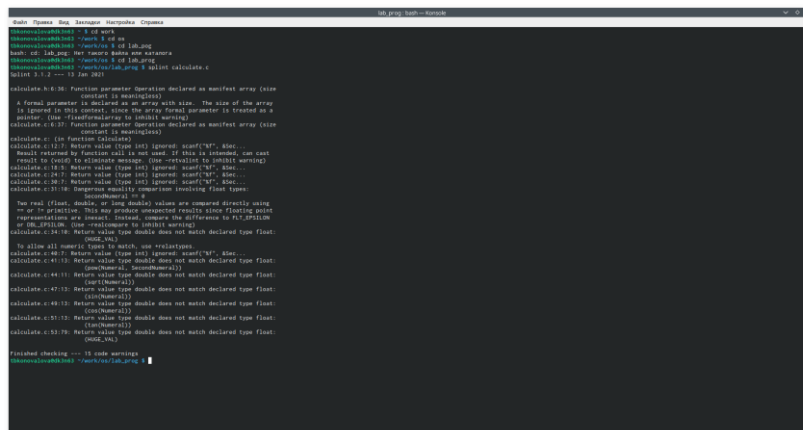 lab_prog : bash — Konsole
Файл Правка Вид Закладки Настройка Справка
tbkonovalova@dk3n63 ~ $ cd work
tbkonovalova@dk3n63 ~/work $ cd os
tbkonovalova@dk3n63 ~/work/os $ cd lab_pog
bash: cd: lab_pog: Нет такого файла или каталога
tbkonovalova@dk3n63 ~/work/os $ cd lab_prog
tbkonovalova@dk3n63 ~/work/os/lab_prog $ splint calculate.c
Splint 3.1.2 --- 13 Jan 2021
calculate.h:6:36: Function parameter Operation declared as manifest array (size
constant is meaningless)
A formal parameter is declared as an array with size. The size of the array
is ignored in this context, since the array formal parameter is treated as a
pointer. (Use -fixedformalarray to inhibit warning)
calculate.c:6:37: Function parameter Operation declared as manifest array (size
constant is meaningless)
calculate.c: (in function Calculate)
calculate.c:12:7: Return value (type int) ignored: scanf("%f", &Sec...
Result returned by function call is not used. If this is intended, can cast
result to (void) to eliminate message. (Use -retvalint to inhibit warning)
calculate.c:18:5: Return value (type int) ignored: scanf("%f", &Sec...
calculate.c:24:7: Return value (type int) ignored: scanf("%f", &Sec...
calculate.c:30:7: Return value (type int) ignored: scanf("%f", &Sec...
calculate.c:31:10: Dangerous equality comparison involving float types:
SecondNumeral == 0
Two real (float, double, or long double) values are compared directly using
== or != primitive. This may produce unexpected results since floating point
representations are inexact. Instead, compare the difference to FLT_EPSILON
or DBL_EPSILON. (Use -realcompare to inhibit warning)
calculate.c:34:10: Return value type double does not match declared type float:
(HUGE_VAL)
To allow all numeric types to match, use +relaxtypes.
calculate.c:40:7: Return value (type int) ignored: scanf("%f", &Sec...
calculate.c:41:13: Return value type double does not match declared type float:
(pow(Numeral, SecondNumeral))
calculate.c:44:11: Return value type double does not match declared type float:
(sqrt(Numeral))
calculate.c:47:13: Return value type double does not match declared type float:
(sin(Numeral))
calculate.c:49:13: Return value type double does not match declared type float:
(cos(Numeral))
calculate.c:51:13: Return value type double does not match declared type float:
(tan(Numeral))
calculate.c:53:70: Return value type double does not match declared type float:
(HUGE_VAL)
Finished checking --- 15 code warnings
tbkonovalova@dk3n63 ~/work/os/lab_prog $